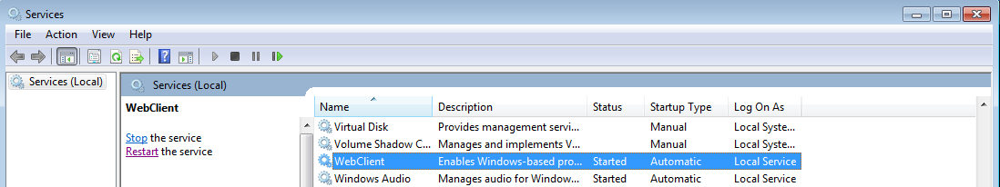 Services
File Action View Help
Services (Local)
Services (Local)
WebClient
Stop the service
Restart the service
Name Description Status Startup Type Log On As
Virtual Disk Provides management servi... Manual Local Syste...
Volume Shadow C... Manages and implements V... Manual Local Syste...
WebClient Enables Windows-based pro... Started Automatic Local Service
Windows Audio Manages audio for Window... Started Automatic Local Service